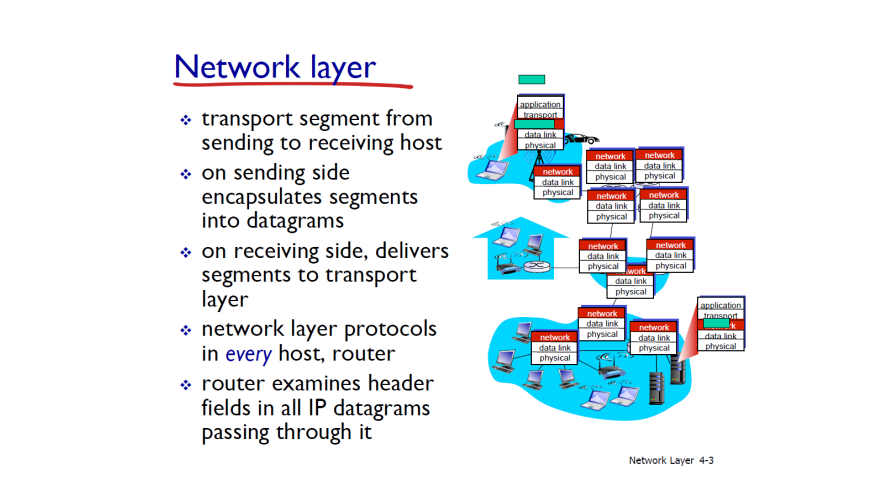 Network layer
transport segment from
sending to receiving host
on sending side
encapsulates segments
into datagrams
on receiving side, delivers
segments to transport
layer
network layer protocols
in every host, router
router examines header
fields in all IP datagrams
passing through it
application
transport
data link
physical
network
data link
physical
network
data link
physical
network
data link
physical
network
data link
physical
network
data link
physical
network
data link
physical
network
data link
physical
data link
physical
network
data link
physical
network
data link
physical
network
data link
physical
application
transport
data link
physical
Network Layer 4-3